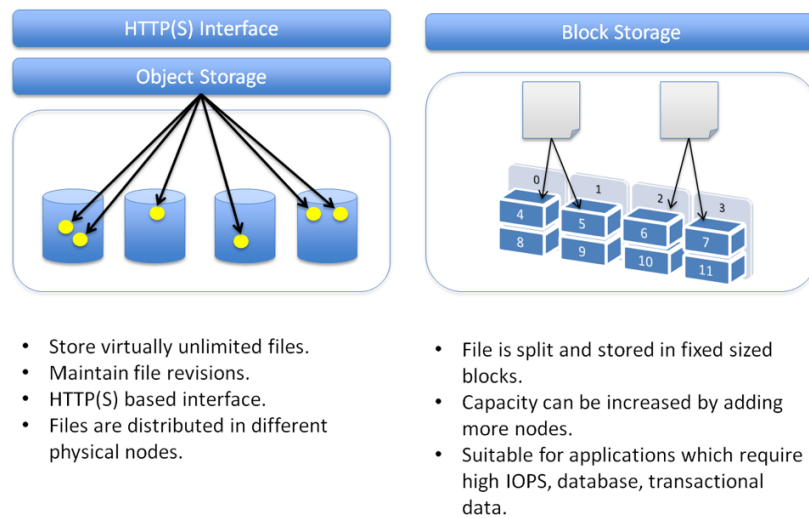 HTTP(S) Interface
Object Storage
• Store virtually unlimited files.
• Maintain file revisions.
• HTTP(S) based interface.
• Files are distributed in different
physical nodes.
Block Storage
0
1
2
3
4
5
6
7
8
9
10
11
• File is split and stored in fixed sized
blocks.
• Capacity can be increased by adding
more nodes.
• Suitable for applications which require
high IOPS, database, transactional
data.